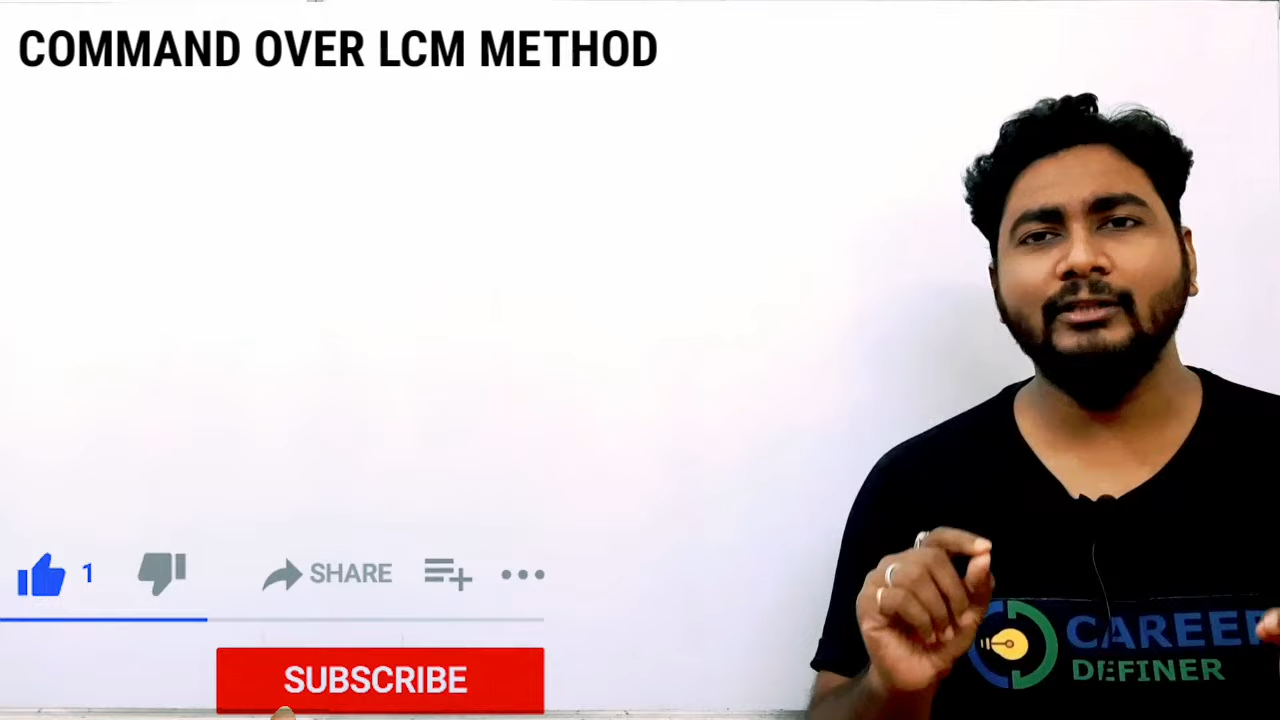 COMMAND OVER LCM METHOD
1
SHARE
SUBSCRIBE
CAREER
DEFINER